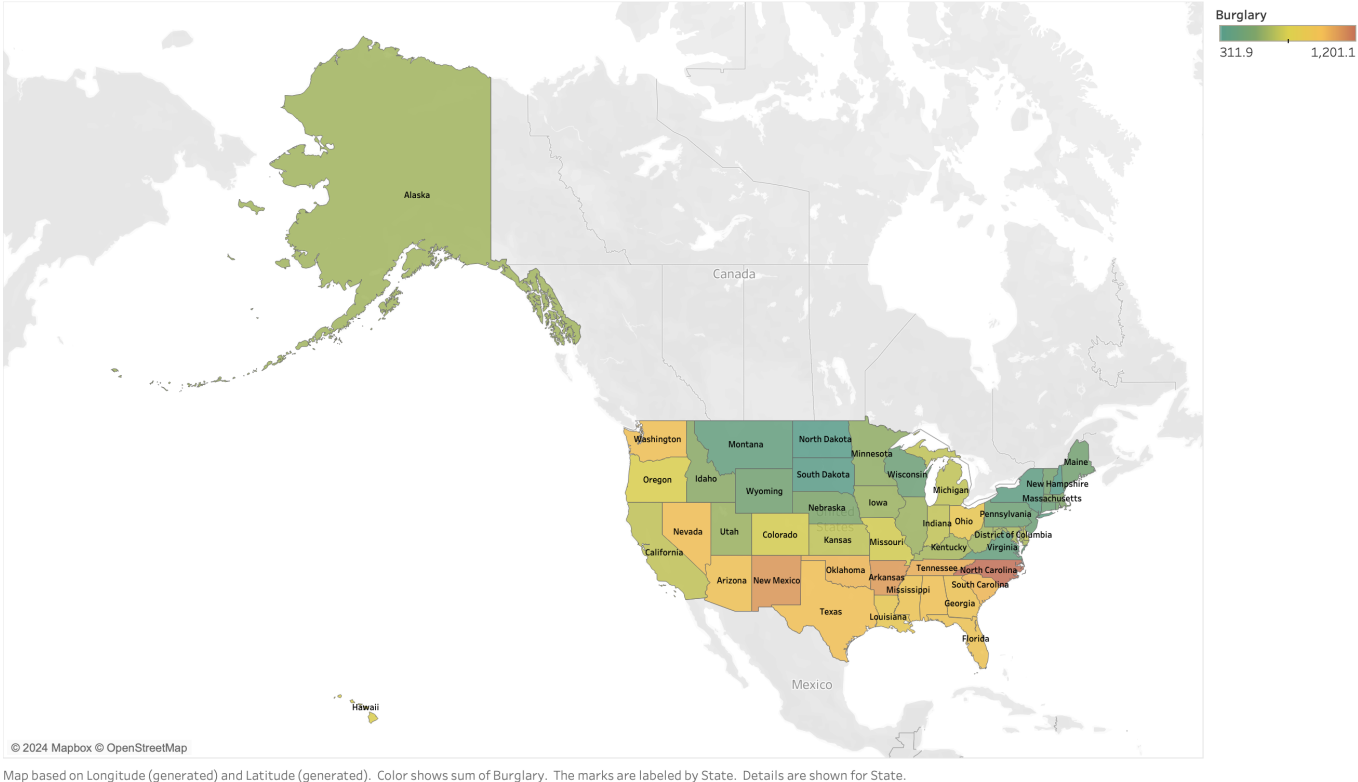 Burglary
311.9 1,201.1
Alaska
Canada
Washington
Montana
North Dakota
Minnesota
Maine
Oregon
Idaho
South Dakota
Wisconsin
New Hampshire
Wyoming
Michigan
Massachusetts
Nebraska
Iowa
United
States
Pennsylvania
Nevada
Utah
Colorado
Kansas
Missouri
Indiana
Ohio
District of Columbia
California
Kentucky
Virginia
Arizona
New Mexico
Oklahoma
Arkansas
Tennessee
North Carolina
Mississippi
South Carolina
Texas
Louisiana
Georgia
Florida
Mexico
Hawaii
© 2024 Mapbox © OpenStreetMap
Map based on Longitude (generated) and Latitude (generated). Color shows sum of Burglary. The marks are labeled by State. Details are shown for State.